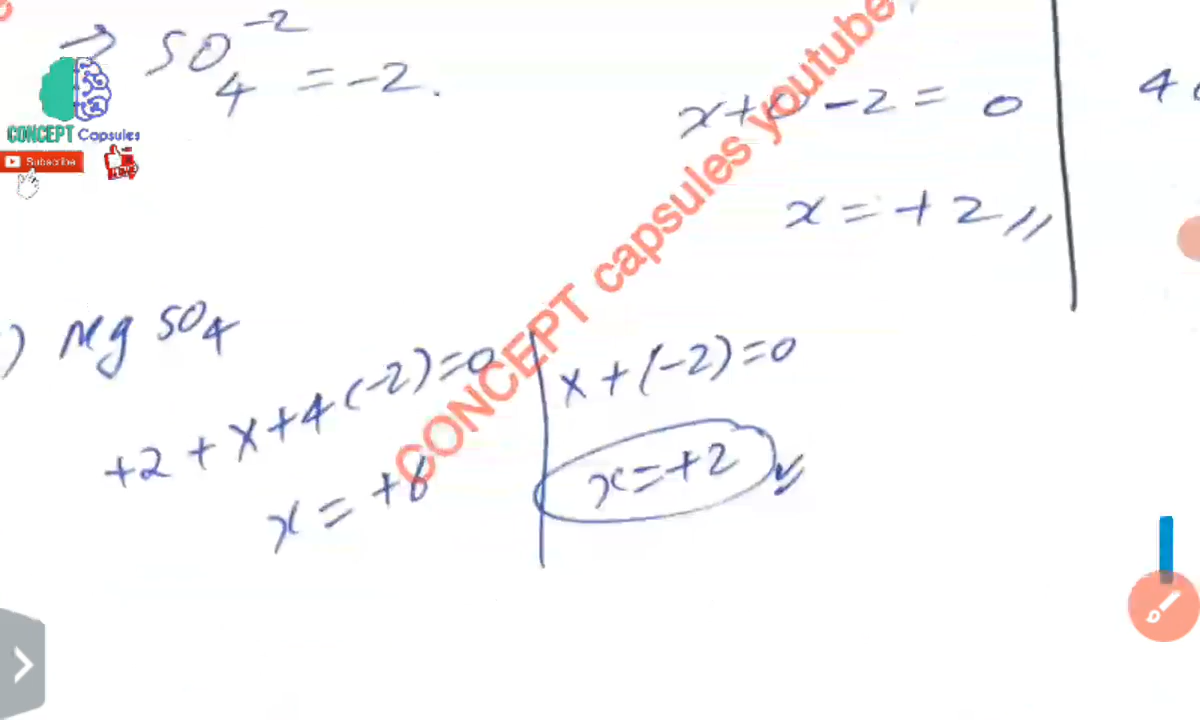 → SO₄⁻² = -2.
CONCEPT Capsules
Subscribe
x+0-2 = 0
x = +2 //
4
) Mg SO₄
+2 + x + 4(-2) = 0
x = +6
x + (-2) = 0
x = +2 ✓
CONCEPT capsules youtube